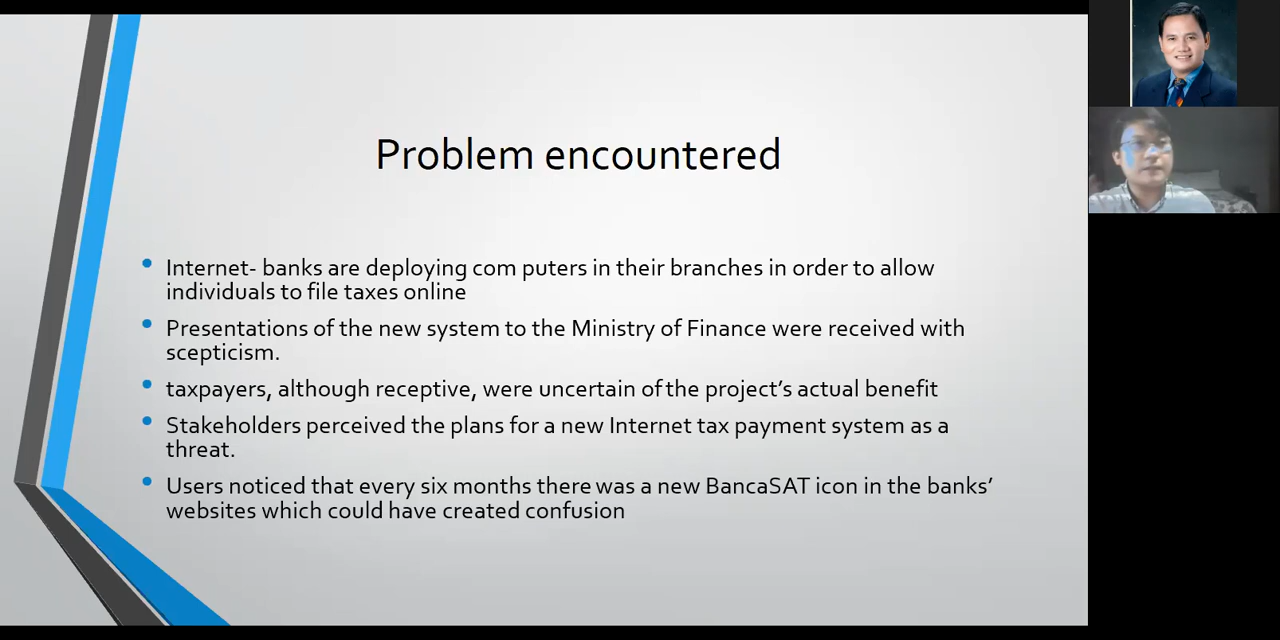 Problem encountered
Internet- banks are deploying com puters in their branches in order to allow
individuals to file taxes online
Presentations of the new system to the Ministry of Finance were received with
scepticism.
taxpayers, although receptive, were uncertain of the project’s actual benefit
Stakeholders perceived the plans for a new Internet tax payment system as a
threat.
Users noticed that every six months there was a new BancaSAT icon in the banks’
websites which could have created confusion